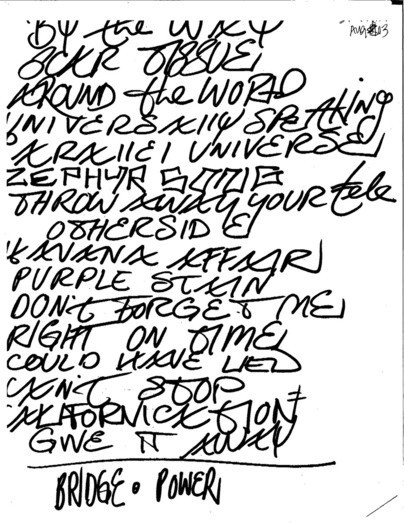 AUG 13
BY the WAY
SCAR TISSUE
AROUND the WORLD
UNIVERSALLY SPEAKING
PARALLEL UNIVERSE
ZEPHYR SONG
THROW AWAY YOUR tele
OTHERSIDE
HAVANA AFFAIR
PURPLE STAIN
DON't FORGET ME
RIGHT ON TIME
COULD HAVE LIED
CAN'T STOP
CALIFORNICATION
GIVE IT AWAY
BRIDGE • POWER